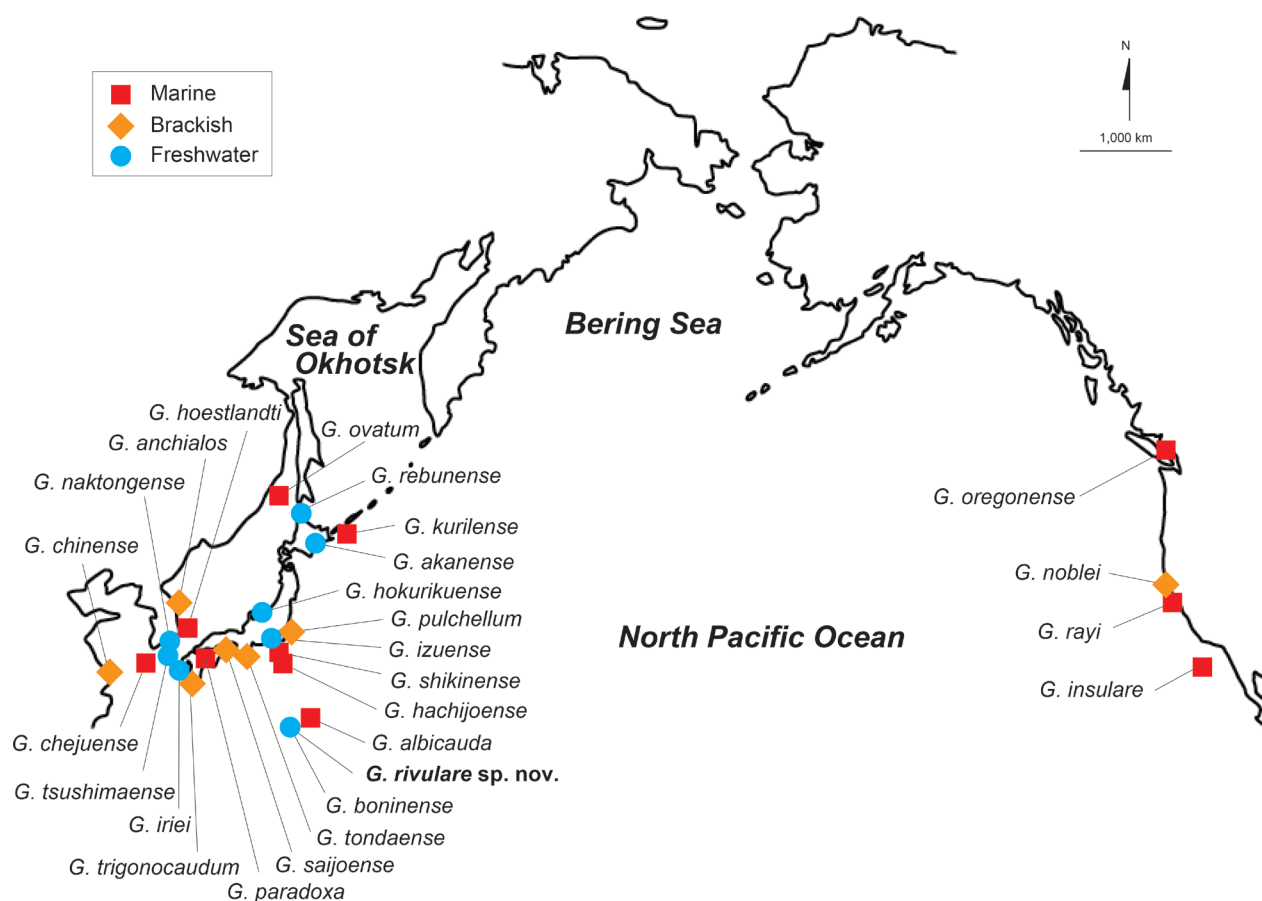 N
1,000 km
Marine
Brackish
Freshwater
Bering Sea
Sea of
Okhotsk
North Pacific Ocean
G. hoestlandti
G. anchialos
G. naktongense
G. chinense
G. chejuense
G. tsushimaense
G. iriei
G. trigonocaudum
G. paradoxa
G. saijoense
G. tondaense
G. boninense
G. rivulare sp. nov.
G. albicauda
G. hachijoense
G. shikinense
G. izuense
G. pulchellum
G. hokurikuense
G. akanense
G. kurilense
G. rebunense
G. ovatum
G. oregonense
G. noblei
G. rayi
G. insulare